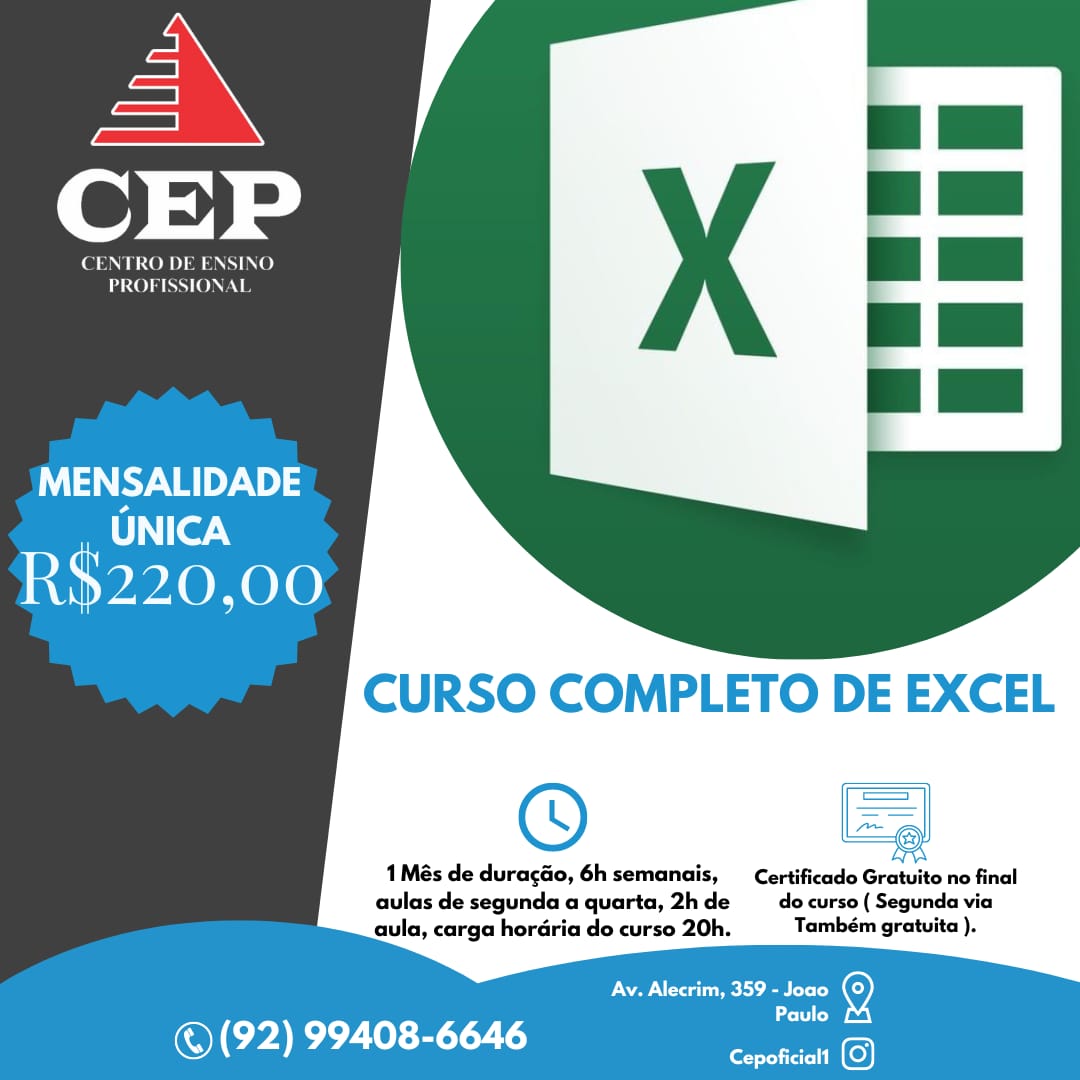 CEP
CENTRO DE ENSINO
PROFISSIONAL
X
MENSALIDADE
ÚNICA
R$220,00
CURSO COMPLETO DE EXCEL
1 Mês de duração, 6h semanais,
aulas de segunda a quarta, 2h de
aula, carga horária do curso 20h.
Certificado Gratuito no final
do curso ( Segunda via
Também gratuita ).
(92) 99408-6646
Av. Alecrim, 359 - Joao
Paulo
Cepoficial1